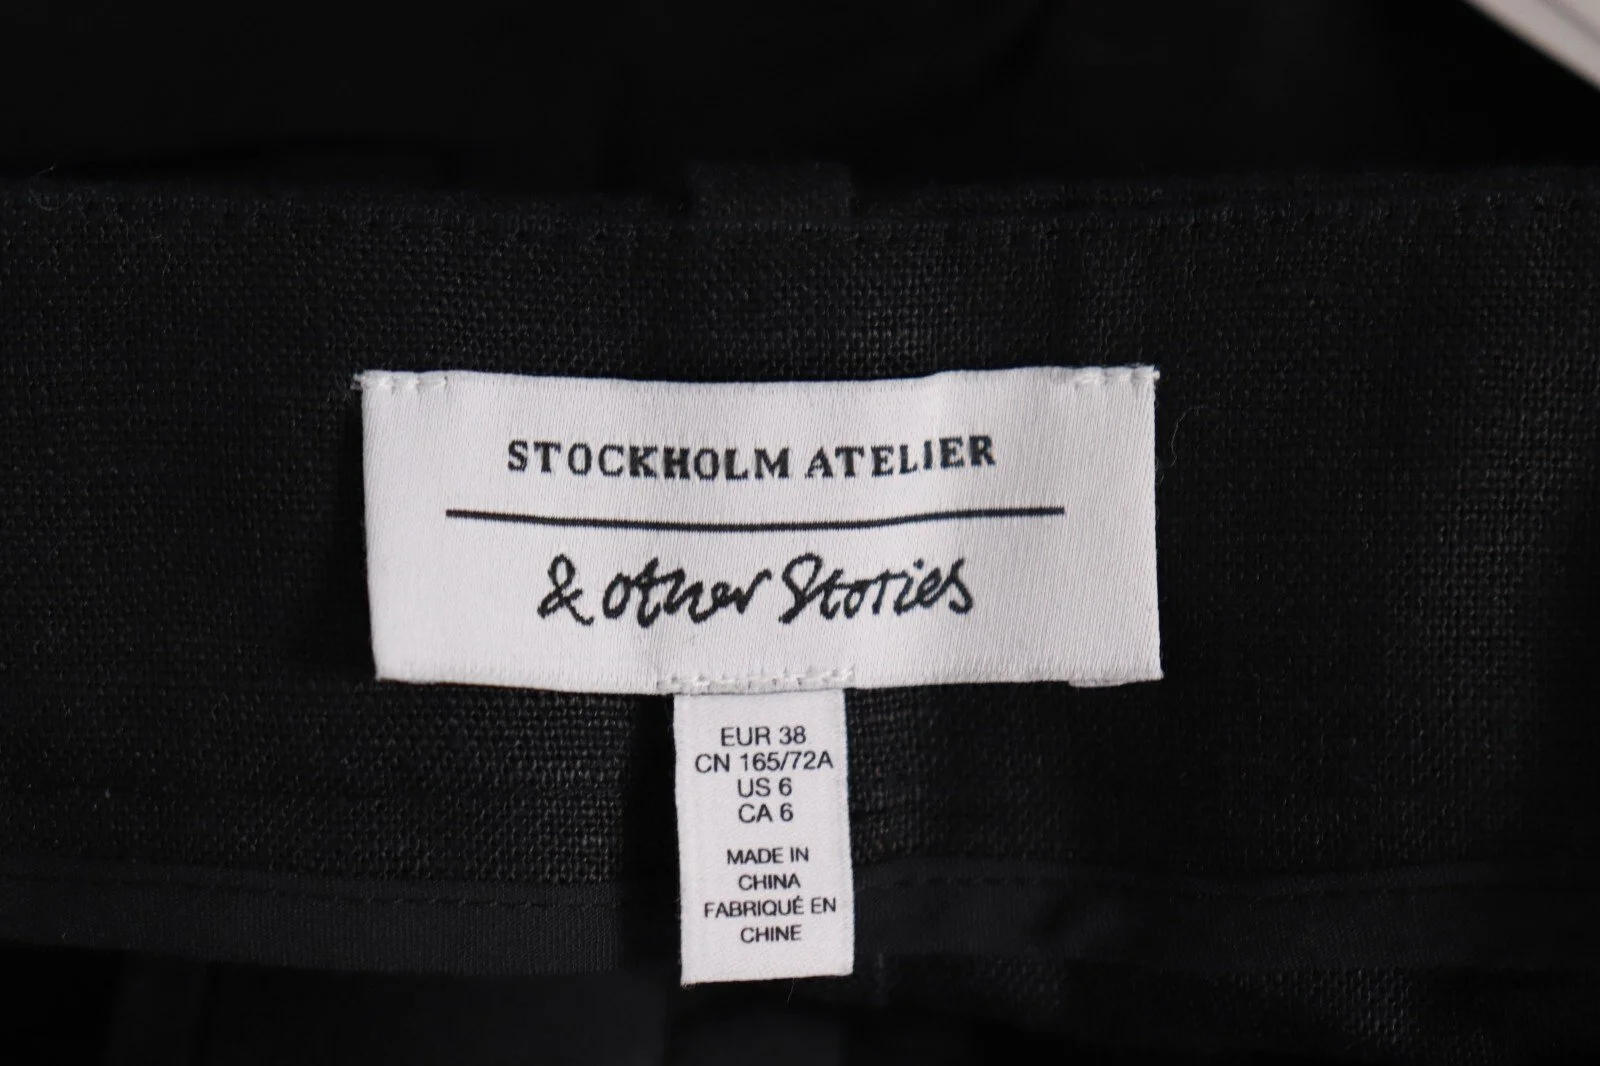 STOCKHOLM ATELIER
& other Stories
EUR 38
CN 165/72A
US 6
CA 6
MADE IN
CHINA
FABRIQUÉ EN
CHINE